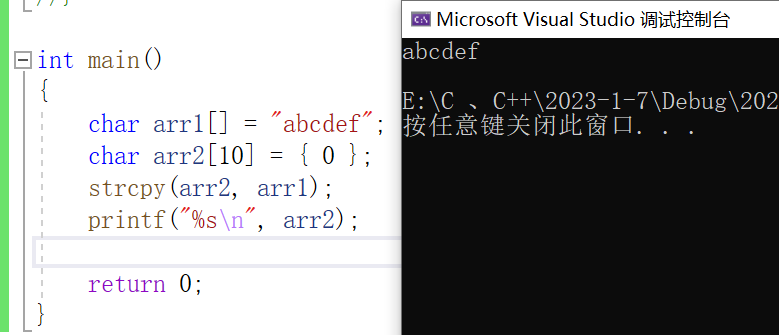 //}
int main()
{
char arr1[] = "abcdef";
char arr2[10] = { 0 };
strcpy(arr2, arr1);
printf("%s\n", arr2);
return 0;
}
Microsoft Visual Studio 调试控制台
abcdef
E:\C 、C++\2023-1-7\Debug\202
按任意键关闭此窗口. . .